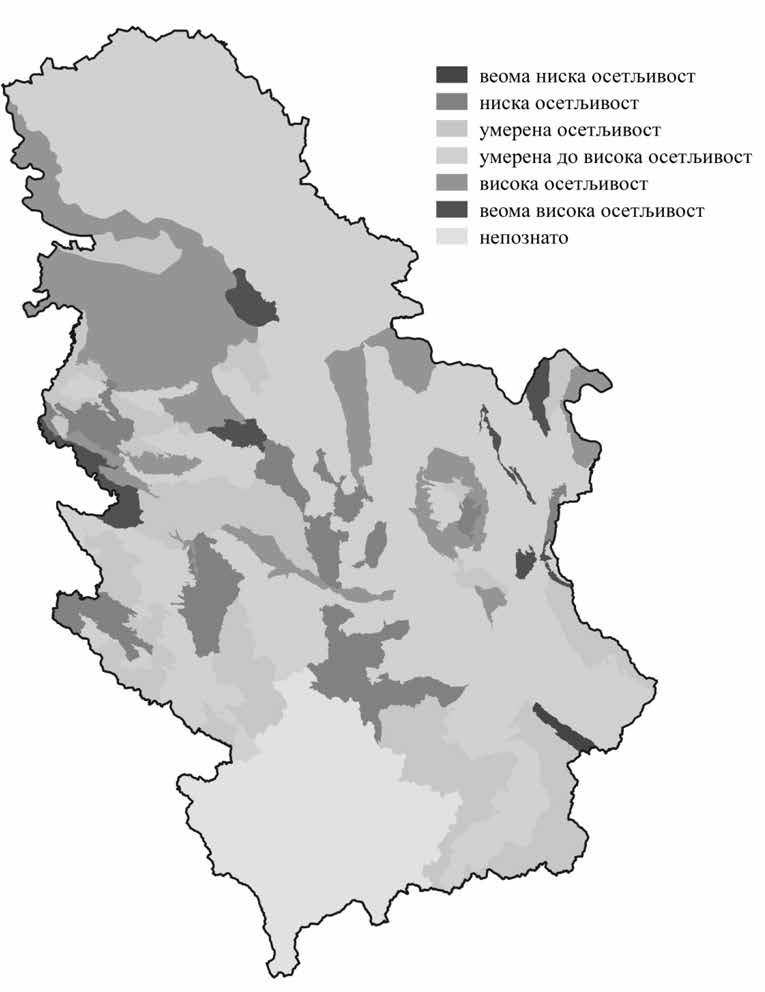 веома ниска осетљивост
ниска осетљивост
умерена осетљивост
умерена до висока осетљивост
висока осетљивост
веома висока осетљивост
непознато